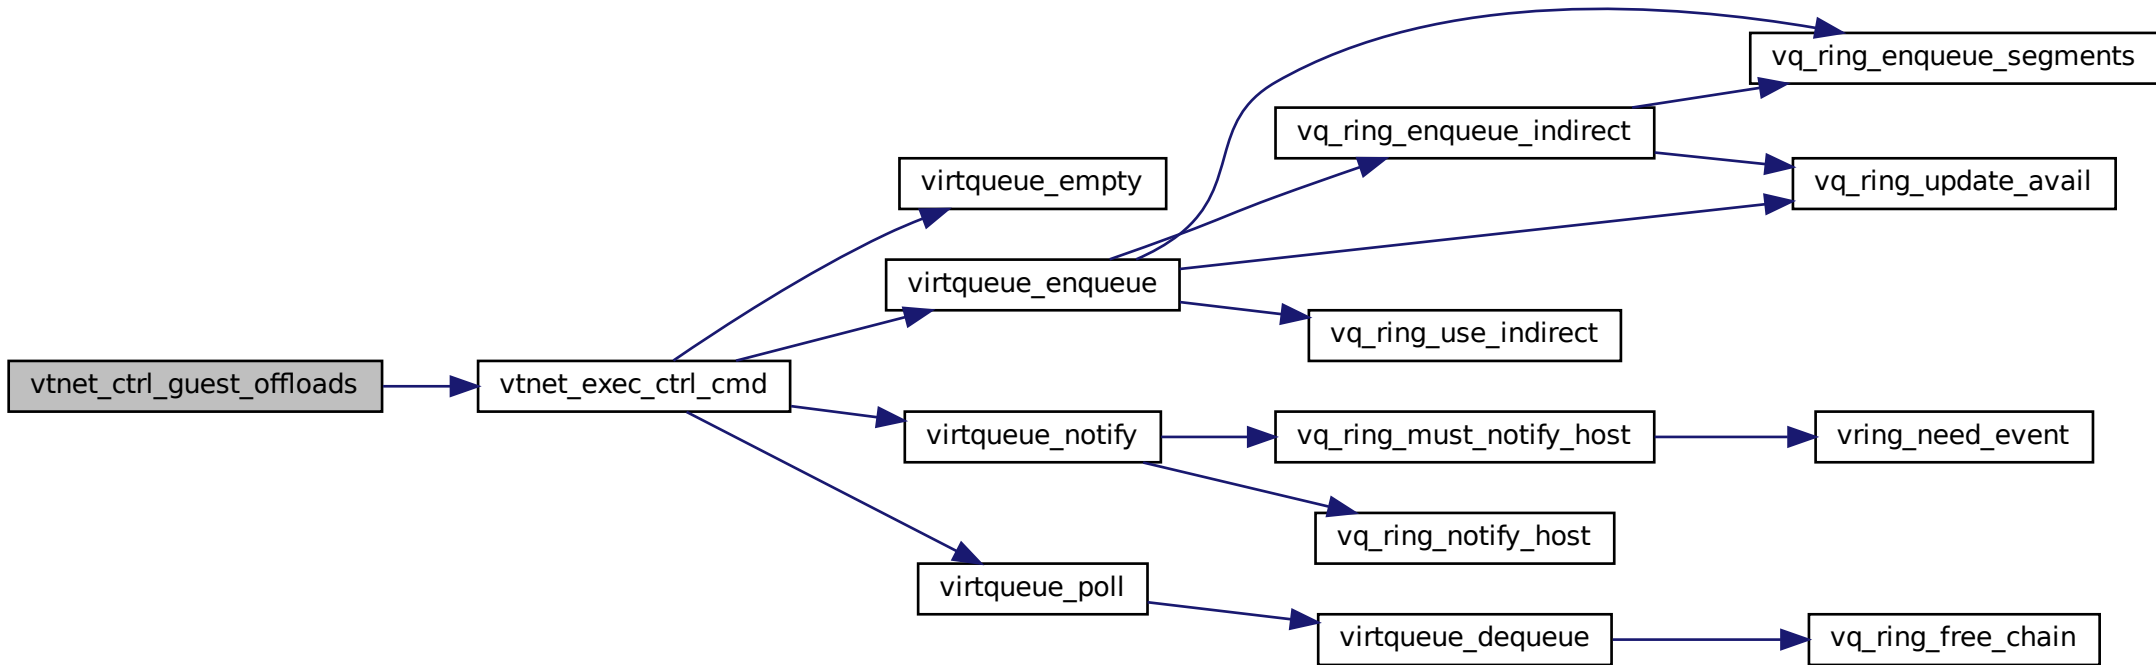 vq_ring_enqueue_segments
vq_ring_enqueue_indirect
virtqueue_empty
vq_ring_update_avail
virtqueue_enqueue
vq_ring_use_indirect
vtnet_ctrl_guest_offloads
vtnet_exec_ctrl_cmd
virtqueue_notify
vq_ring_must_notify_host
vring_need_event
vq_ring_notify_host
virtqueue_poll
virtqueue_dequeue
vq_ring_free_chain